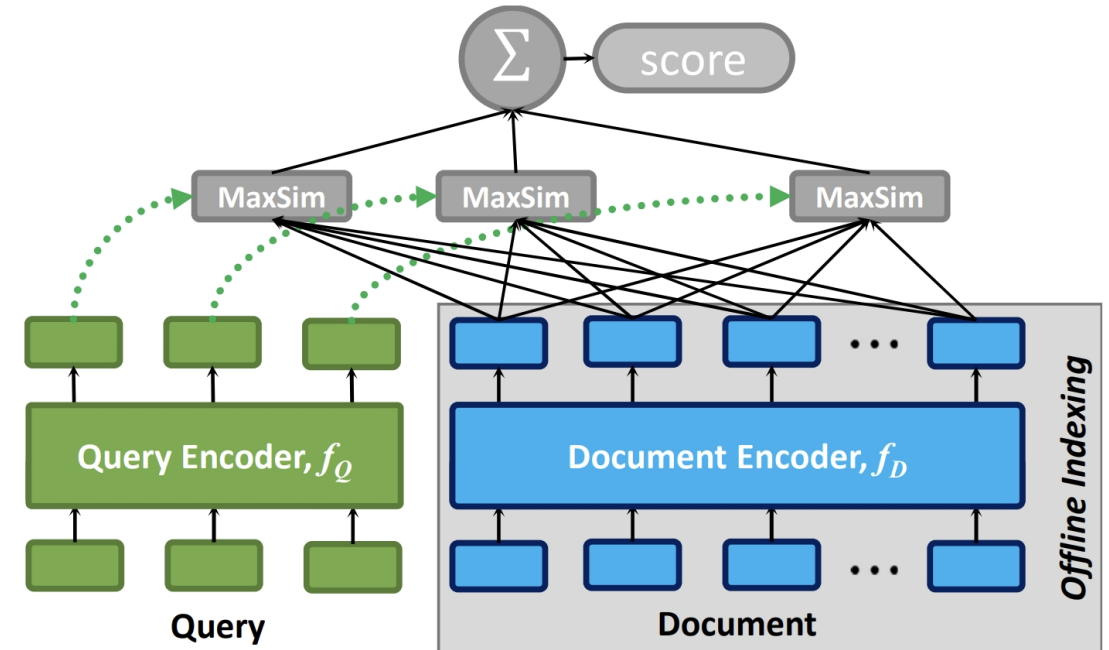 Σ
score
MaxSim
MaxSim
MaxSim
Query Encoder, f_Q
Document Encoder, f_D
Offline Indexing
Query
Document